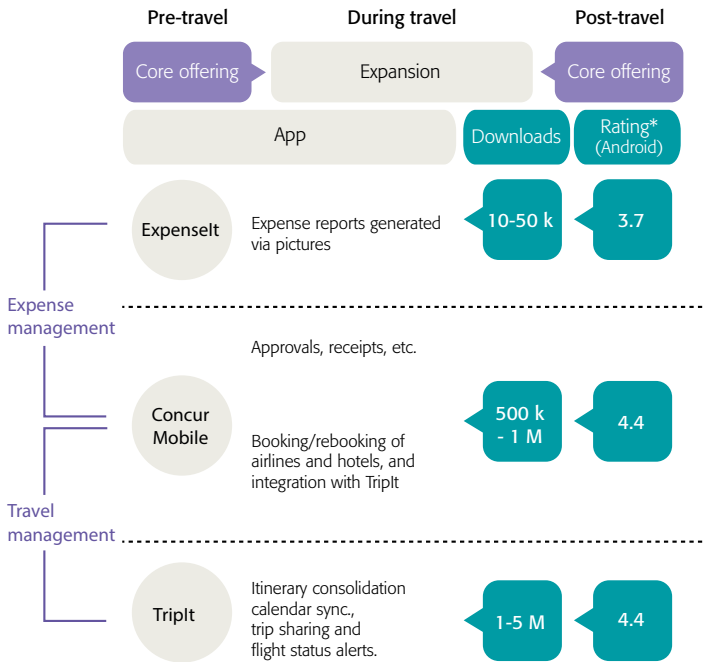 Pre-travel
During travel
Post-travel
Core offering
Expansion
Core offering
App
Downloads
Rating*
(Android)
ExpenseIt
Expense reports generated
via pictures
10-50 k
3.7
Expense
management
Approvals, receipts, etc.
Concur
Mobile
Booking/rebooking of
airlines and hotels, and
integration with TripIt
500 k
- 1 M
4.4
Travel
management
TripIt
Itinerary consolidation
calendar sync.,
trip sharing and
flight status alerts.
1-5 M
4.4